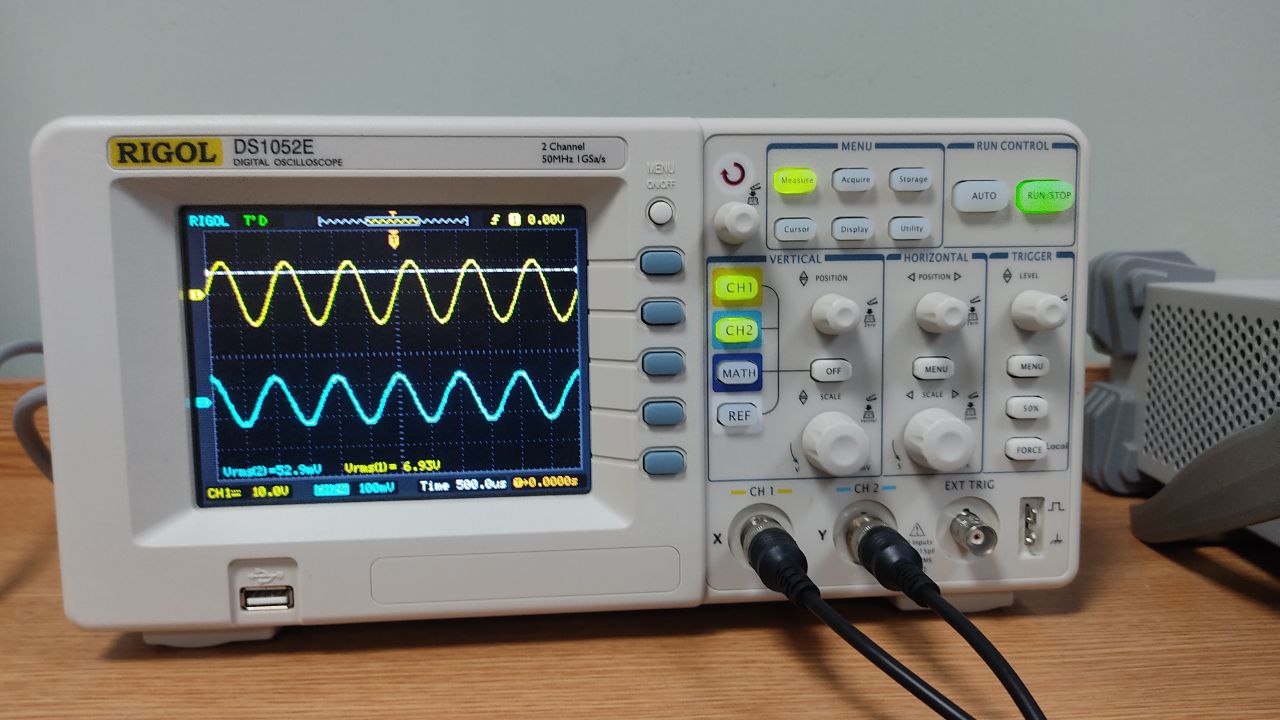 RIGOL DS1052E
DIGITAL OSCILLOSCOPE
2 Channel
50MHz 1GSa/s
MENU
ON/OFF
RIGOL T'D
0.00V
1
Vrms(2)=52.9mV Vrms(1)= 6.93V
CH1 10.0V 100mV Time 500.0us 0.0000s
MENU
Measure Acquire Storage
Cursor Display Utility
RUN CONTROL
AUTO RUN/STOP
VERTICAL
POSITION
CH1
CH2
MATH OFF
REF
SCALE
HORIZONTAL
POSITION
MENU
SCALE
TRIGGER
LEVEL
MENU
50%
FORCE Local
CH 1 CH 2 EXT TRIG
X Y